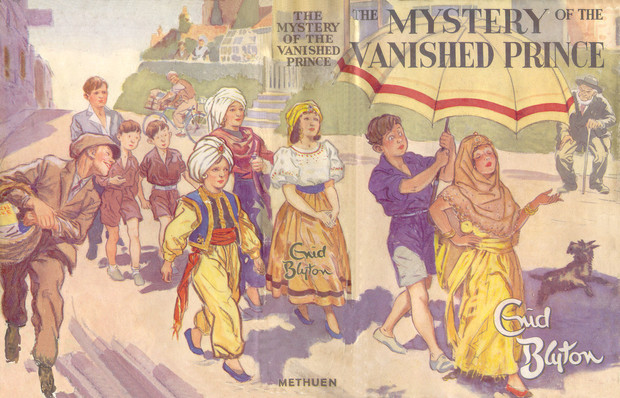 THE
MYSTERY
OF THE
VANISHED
PRINCE
Enid
Blyton
METHUEN
THE MYSTERY OF THE
VANISHED PRINCE
Enid
Blyton